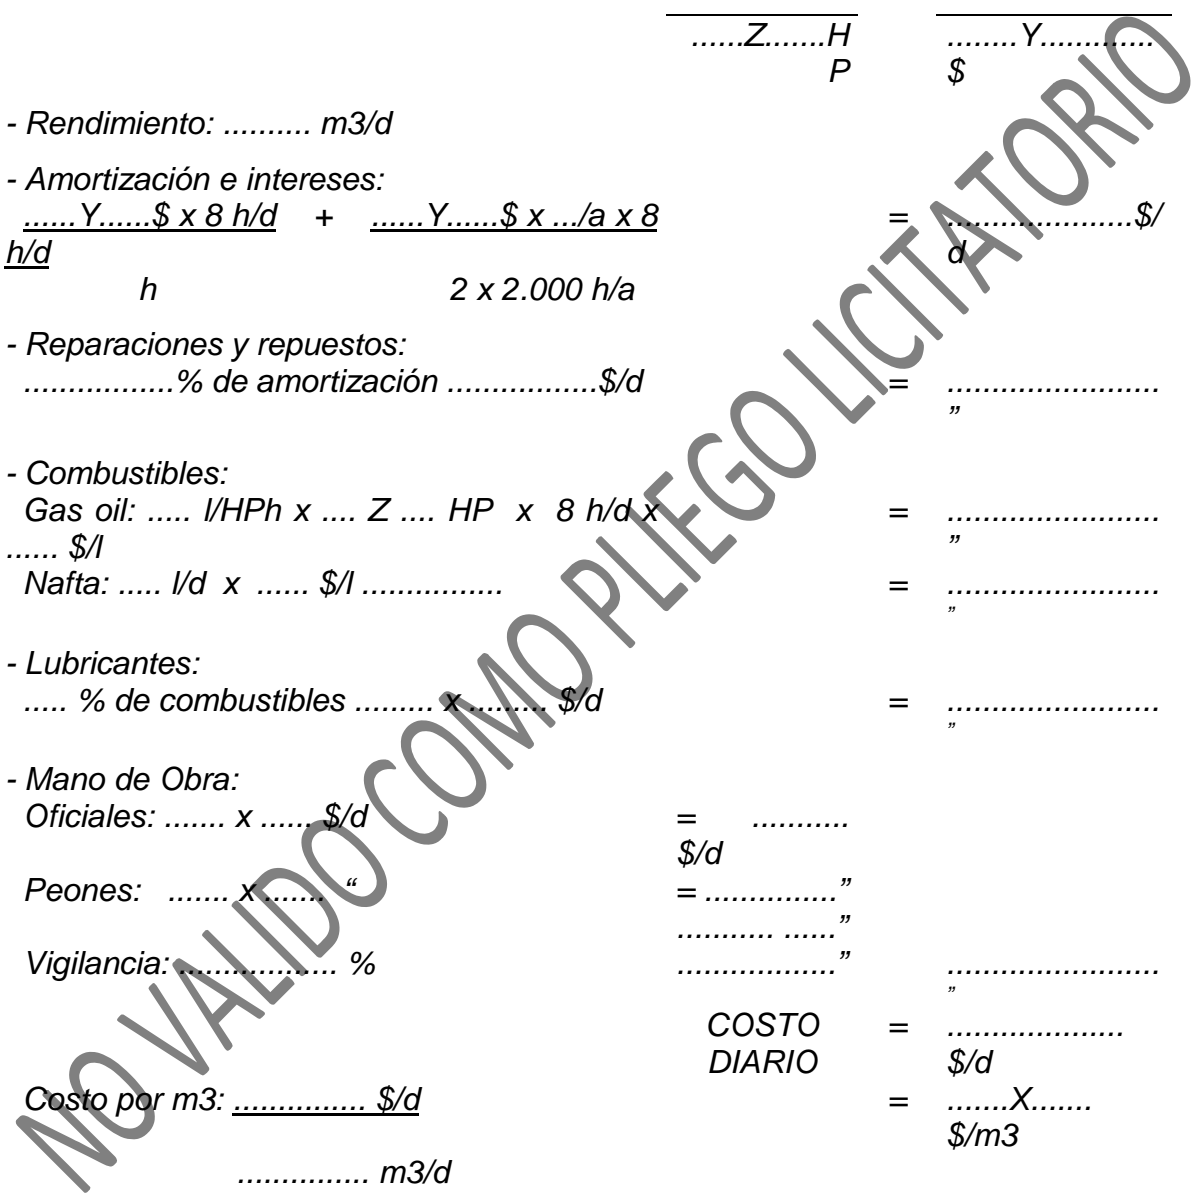 ......Z.......H ........Y.............
P $
- Rendimiento: .......... m3/d
- Amortización e intereses:
......Y......$ x 8 h/d + ......Y......$ x .../a x 8 = .....................$/
h/d d
h 2 x 2.000 h/a
- Reparaciones y repuestos:
.................% de amortización .................$/d = ........................
”
- Combustibles:
Gas oil: ..... l/HPh x .... Z .... HP x 8 h/d x = ........................
...... $/l ”
Nafta: ..... l/d x ...... $/l ................ = ........................
”
- Lubricantes:
..... % de combustibles ......... x ......... $/d = ........................
”
- Mano de Obra:
Oficiales: ....... x ...... $/d = ...........
$/d
Peones: ....... x ....... “ = ...............”
........... ......”
Vigilancia: .................. % ..................” ........................
”
COSTO = ....................
DIARIO $/d
Costo por m3: ............... $/d = .......X.......
$/m3
............... m3/d
NO VALIDO COMO PLIEGO LICITATORIO